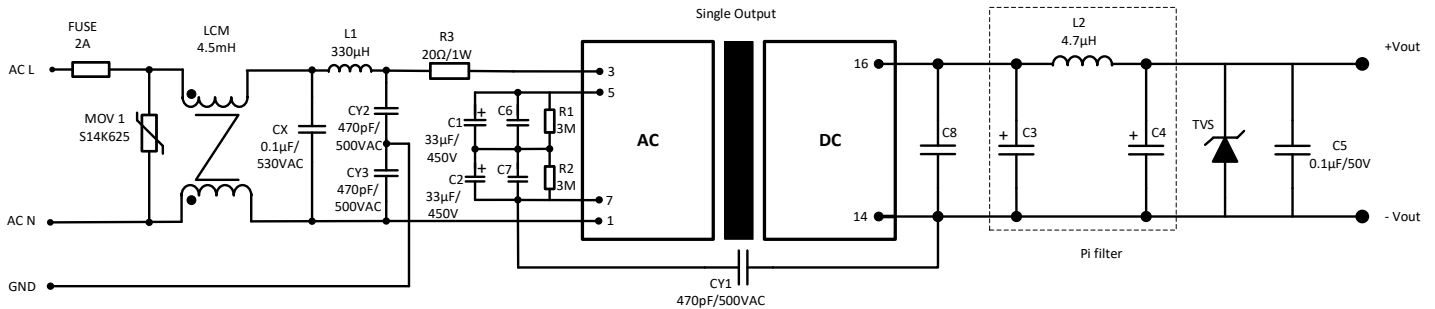 Single Output
FUSE
2A
LCM
4.5mH
L1
330µH
R3
20Ω/1W
L2
4.7µH
AC L
3
16
+Vout
5
MOV 1
S14K625
CX
0.1µF/
530VAC
CY2
470pF/
500VAC
CY3
470pF/
500VAC
C1
+
33µF/
450V
C6
R1
3M
C2
+
33µF/
450V
C7
R2
3M
AC
DC
C8
+
C3
+
C4
TVS
C5
0.1µF/50V
7
AC N
1
14
- Vout
GND
Pi filter
CY1
470pF/500VAC